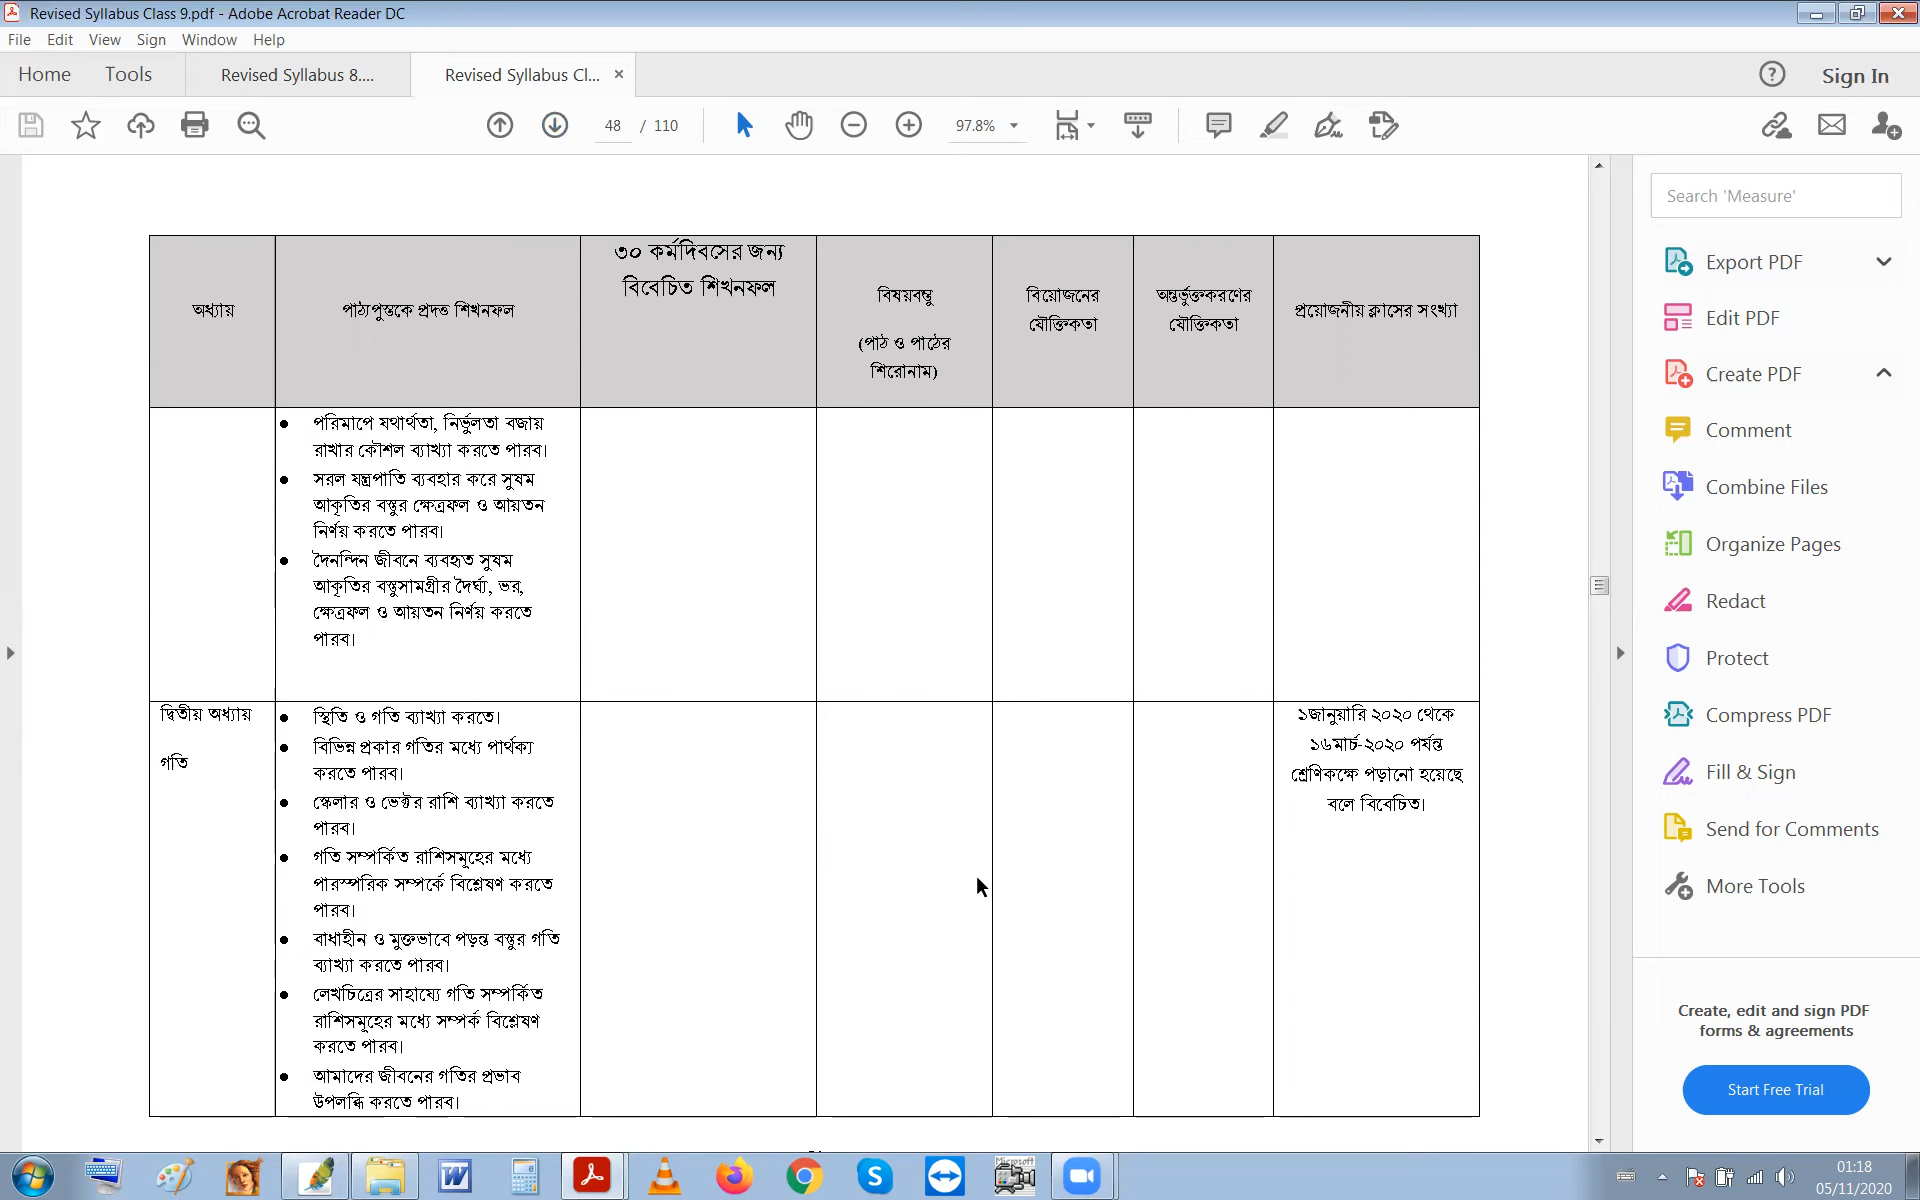 Revised Syllabus Class 9.pdf - Adobe Acrobat Reader DC
File Edit View Sign Window Help
Home Tools Revised Syllabus 8.... Revised Syllabus Cl... × Sign In
48 / 110 97.8%
অধ্যায়
পাঠ্যপুস্তকে প্রদত্ত শিখনফল
৩০ কর্মদিবসের জন্য
বিবেচিত শিখনফল
বিষয়বস্তু
(পাঠ ও পাঠের
শিরোনাম)
বিয়োজনের
যৌক্তিকতা
অন্তর্ভুক্তকরণের
যৌক্তিকতা
প্রয়োজনীয় ক্লাসের সংখ্যা
● পরিমাপে যথার্থতা, নির্ভুলতা বজায়
রাখার কৌশল ব্যাখ্যা করতে পারব।
● সরল যন্ত্রপাতি ব্যবহার করে সুষম
আকৃতির বস্তুর ক্ষেত্রফল ও আয়তন
নির্ণয় করতে পারব।
● দৈনন্দিন জীবনে ব্যবহৃত সুষম
আকৃতির বস্তুসামগ্রীর দৈর্ঘ্য, ভর,
ক্ষেত্রফল ও আয়তন নির্ণয় করতে
পারব।
দ্বিতীয় অধ্যায়
গতি
● স্থিতি ও গতি ব্যাখ্যা করতে।
● বিভিন্ন প্রকার গতির মধ্যে পার্থক্য
করতে পারব।
● স্কেলার ও ভেক্টর রাশি ব্যাখ্যা করতে
পারব।
● গতি সম্পর্কিত রাশিসমূহের মধ্যে
পারস্পরিক সম্পর্কে বিশ্লেষণ করতে
পারব।
● বাধাহীন ও মুক্তভাবে পড়ন্ত বস্তুর গতি
ব্যাখ্যা করতে পারব।
● লেখচিত্রের সাহায্যে গতি সম্পর্কিত
রাশিসমূহের মধ্যে সম্পর্ক বিশ্লেষণ
করতে পারব।
● আমাদের জীবনের গতির প্রভাব
উপলব্ধি করতে পারব।
১জানুয়ারি ২০২০ থেকে
১৬মার্চ-২০২০ পর্যন্ত
শ্রেণিকক্ষে পড়ানো হয়েছে
বলে বিবেচিত।
Search 'Measure'
Export PDF
Edit PDF
Create PDF
Comment
Combine Files
Organize Pages
Redact
Protect
Compress PDF
Fill & Sign
Send for Comments
More Tools
Create, edit and sign PDF
forms & agreements
Start Free Trial
Microsoft
01:18
05/11/2020